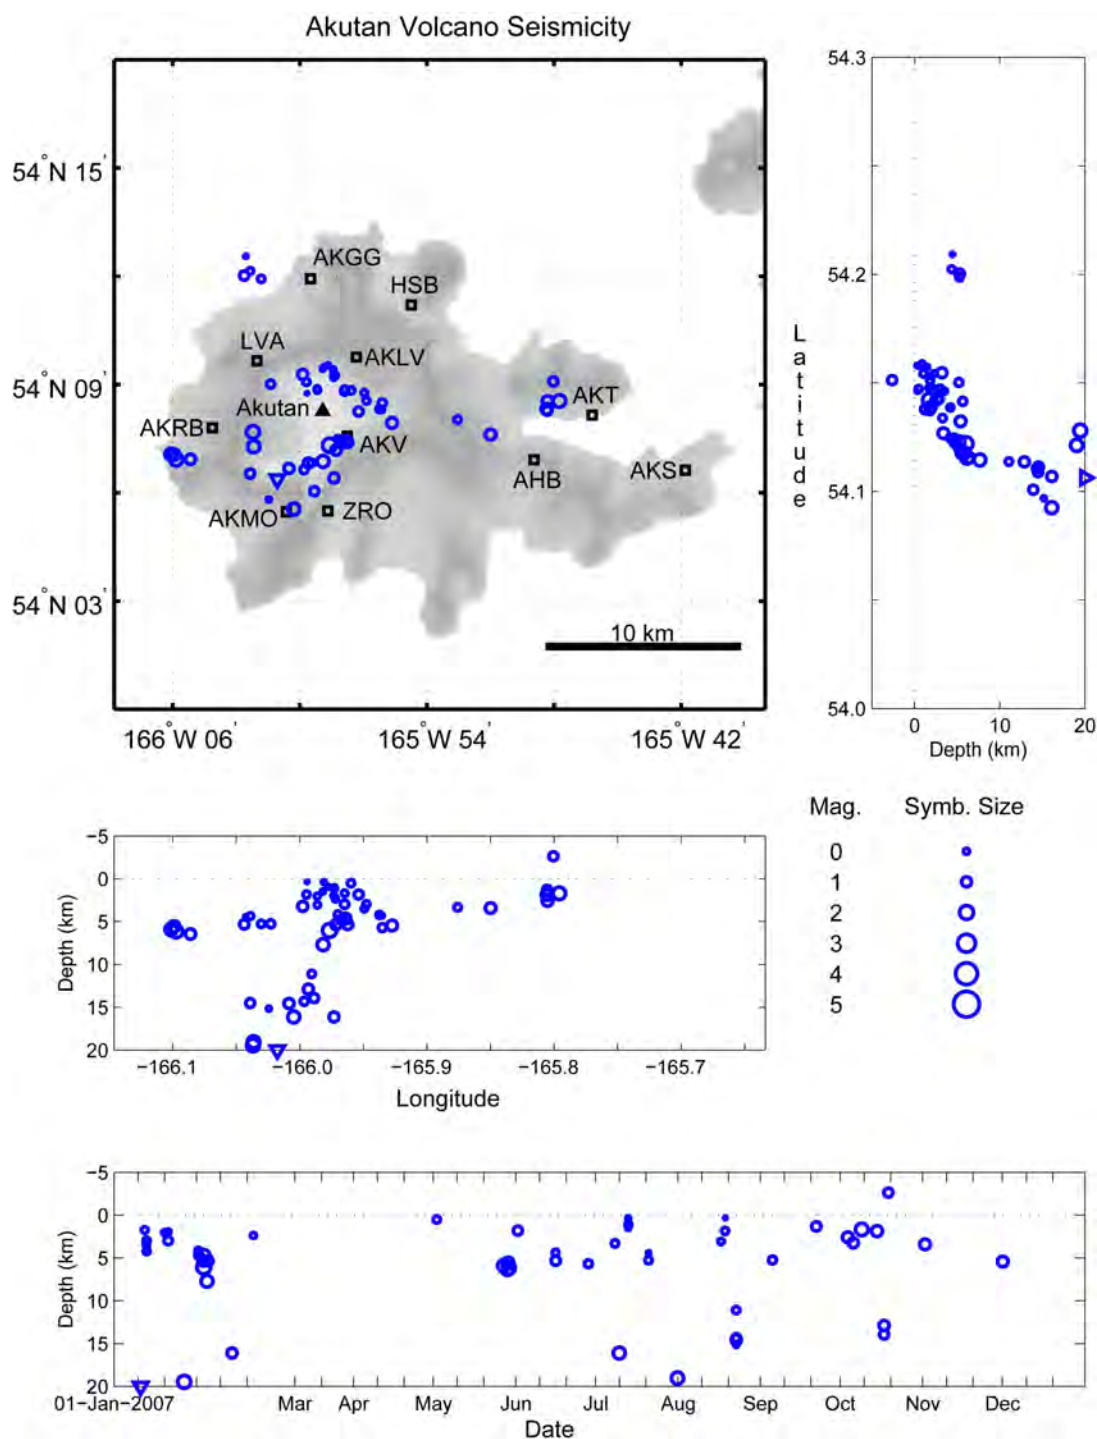 Akutan Volcano Seismicity
54°N 15'
54°N 09'
54°N 03'
166°W 06'
165°W 54'
165°W 42'
AKGG
HSB
LVA
AKLV
Akutan
AKT
AKRB
AKV
AHB
AKS
AKMO
ZRO
10 km
54.3
54.2
54.1
54.0
Latitude
0
10
20
Depth (km)
Mag.
Symb. Size
0
1
2
3
4
5
−5
0
5
10
15
20
Depth (km)
−166.1
−166.0
−165.9
−165.8
−165.7
Longitude
−5
0
5
10
15
20
Depth (km)
01−Jan−2007
Mar
Apr
May
Jun
Jul
Aug
Sep
Oct
Nov
Dec
Date